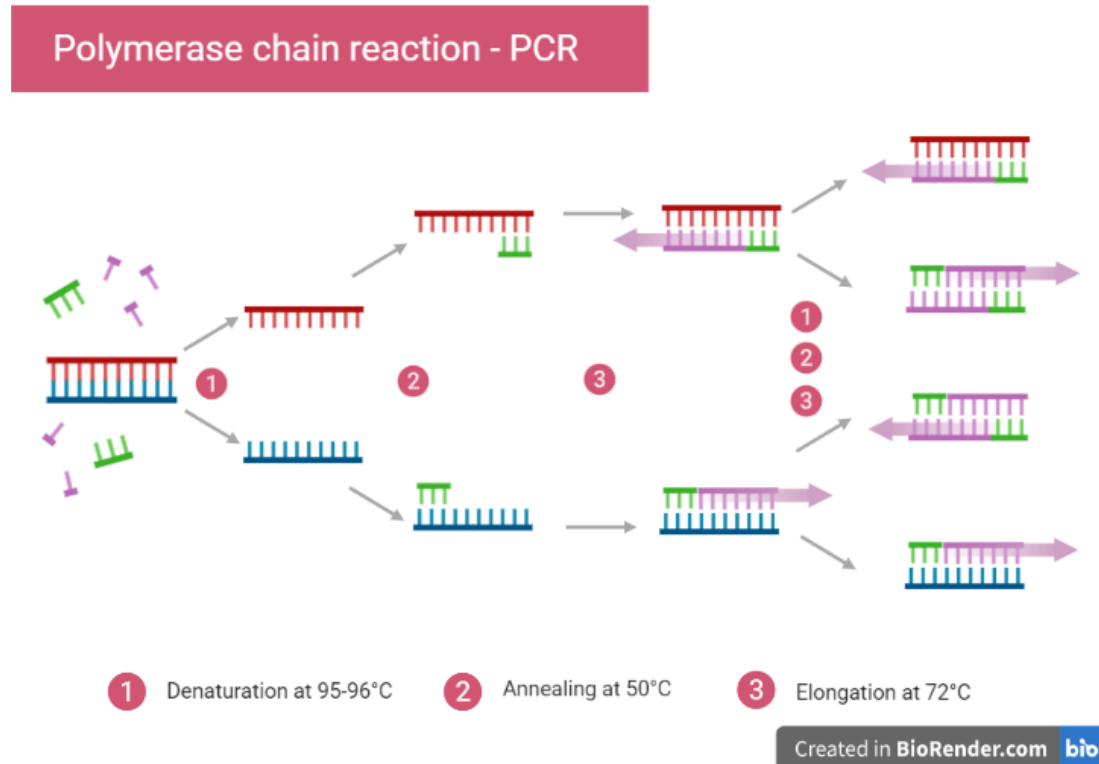 Polymerase chain reaction - PCR
1
2
3
1
2
3
1 Denaturation at 95-96°C
2 Annealing at 50°C
3 Elongation at 72°C
Created in BioRender.com bio